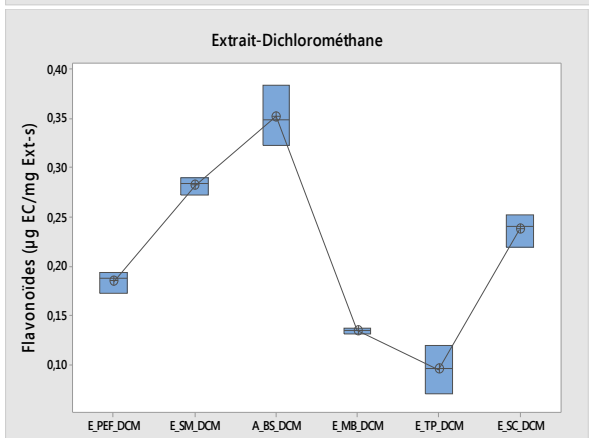 Extrait-Dichlorométhane
Flavonoïdes (µg EC/mg Ext-s)
0,40
0,35
0,30
0,25
0,20
0,15
0,10
E_PEF_DCM E_SM_DCM A_BS_DCM E_MB_DCM E_TP_DCM E_SC_DCM